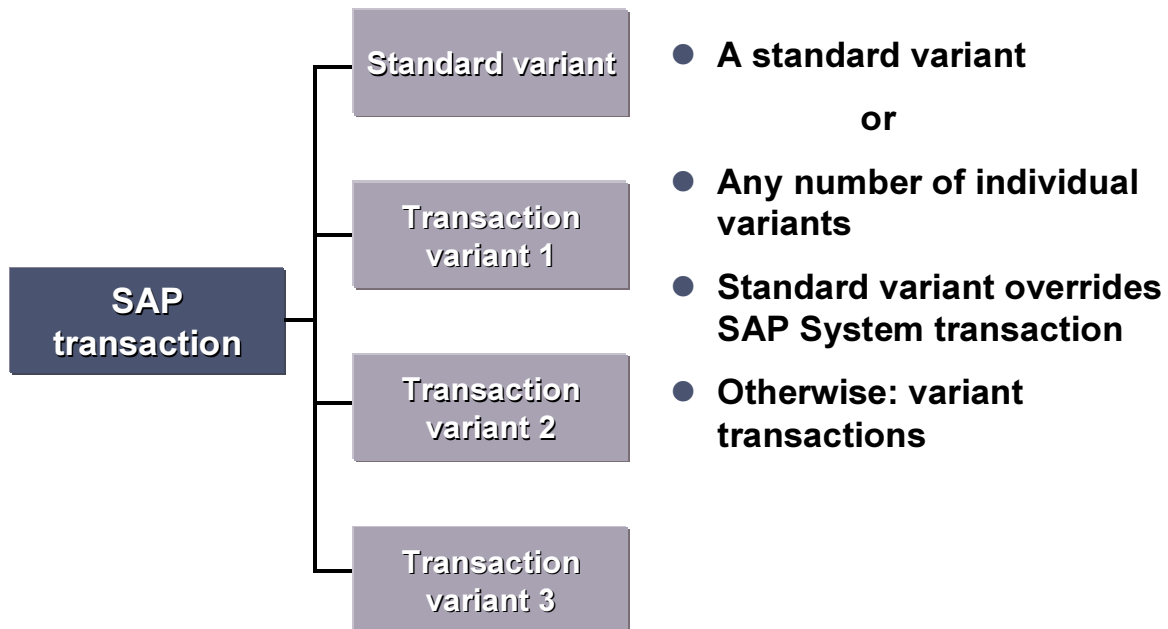 SAP
transaction
Standard variant
Transaction
variant 1
Transaction
variant 2
Transaction
variant 3
A standard variant
or
Any number of individual
variants
Standard variant overrides
SAP System transaction
Otherwise: variant
transactions